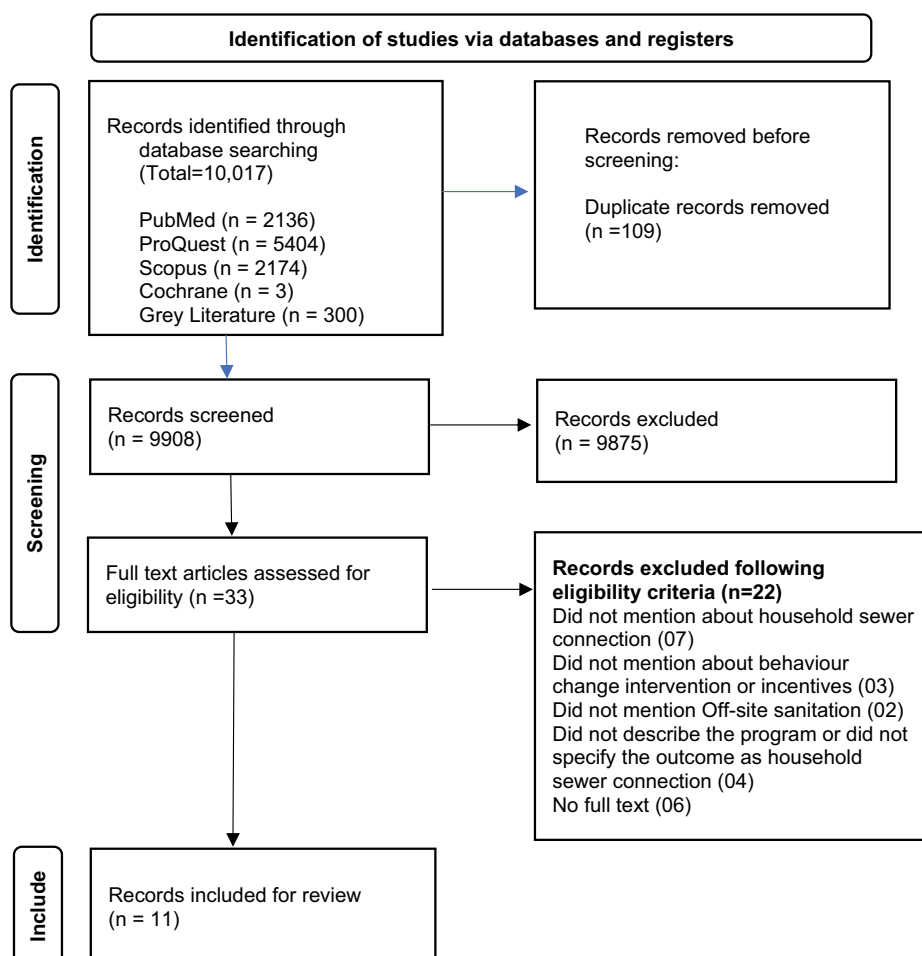 Identification of studies via databases and registers
Identification
Records identified through
database searching
(Total=10,017)
PubMed (n = 2136)
ProQuest (n = 5404)
Scopus (n = 2174)
Cochrane (n = 3)
Grey Literature (n = 300)
Records removed before
screening:
Duplicate records removed
(n =109)
Screening
Records screened
(n = 9908)
Records excluded
(n = 9875)
Full text articles assessed for
eligibility (n =33)
Records excluded following
eligibility criteria (n=22)
Did not mention about household sewer
connection (07)
Did not mention about behaviour
change intervention or incentives (03)
Did not mention Off-site sanitation (02)
Did not describe the program or did not
specify the outcome as household
sewer connection (04)
No full text (06)
Include
Records included for review
(n = 11)